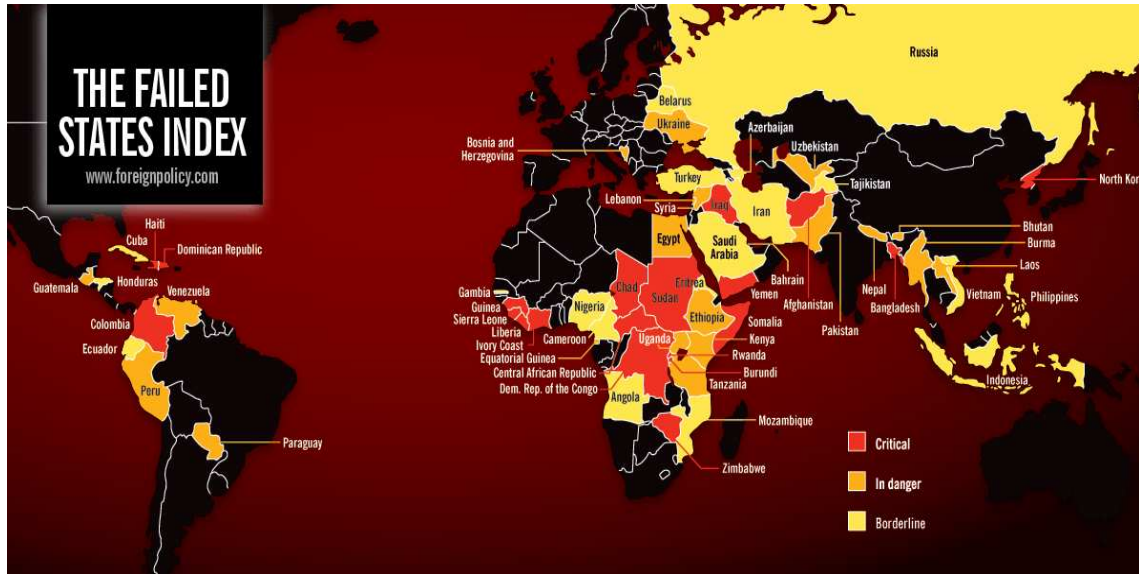 THE FAILED
STATES INDEX
www.foreignpolicy.com
Russia
Belarus
Ukraine
Bosnia and
Herzegovina
Azerbaijan
Uzbekistan
Turkey
Tajikistan
North Kor
Lebanon
Syria
Iraq
Iran
Haiti
Cuba
Dominican Republic
Egypt
Saudi
Arabia
Bhutan
Burma
Honduras
Guatemala
Venezuela
Laos
Bahrain
Nepal
Gambia
Chad
Sudan
Eritrea
Yemen
Afghanistan
Bangladesh
Vietnam
Philippines
Guinea
Sierra Leone
Nigeria
Ethiopia
Somalia
Pakistan
Colombia
Liberia
Ivory Coast
Cameroon
Uganda
Kenya
Ecuador
Equatorial Guinea
Rwanda
Central African Republic
Burundi
Dem. Rep. of the Congo
Tanzania
Indonesia
Peru
Angola
Mozambique
Paraguay
Zimbabwe
Critical
In danger
Borderline